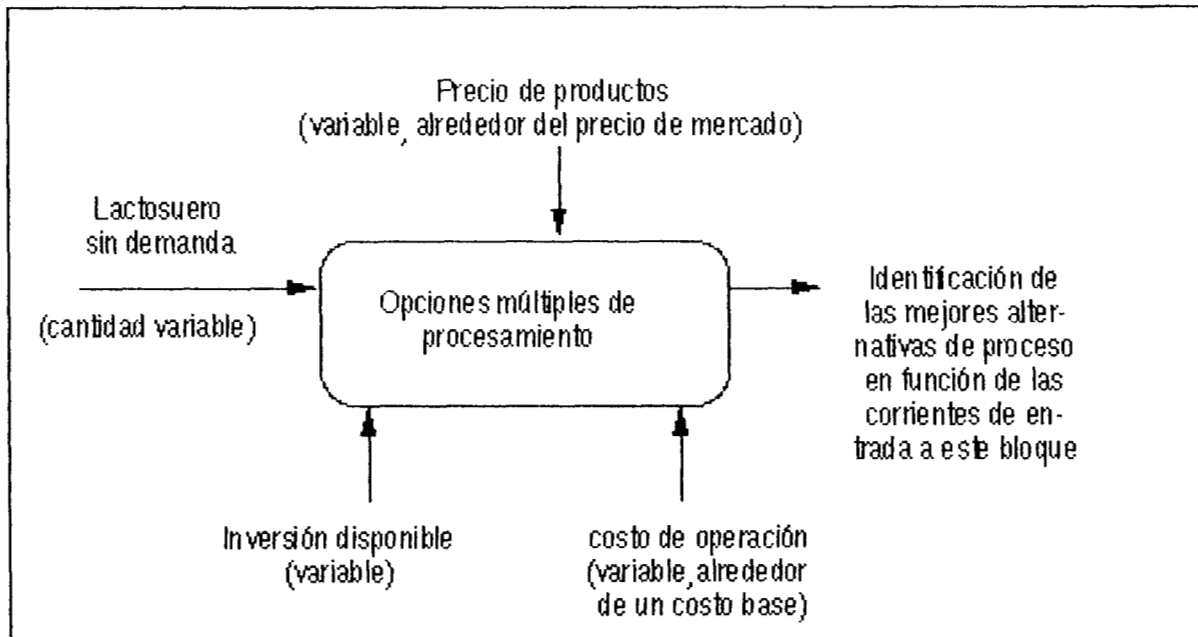 Precio de productos
(variable, alrededor del precio de mercado)
Lactosuero
sin demanda
(cantidad variable)
Opciones múltiples de
procesamiento
Identificación de
las mejores alter-
nativas de proceso
en función de las
corrientes de en-
trada a este bloque
Inversión disponible
(variable)
costo de operación
(variable, alrededor
de un costo base)